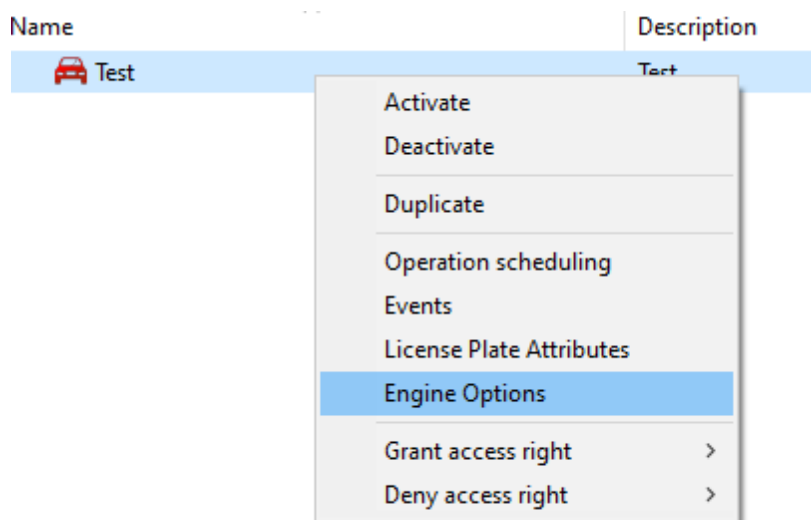 Name Description
Test Test
Activate
Deactivate
Duplicate
Operation scheduling
Events
License Plate Attributes
Engine Options
Grant access right
Deny access right